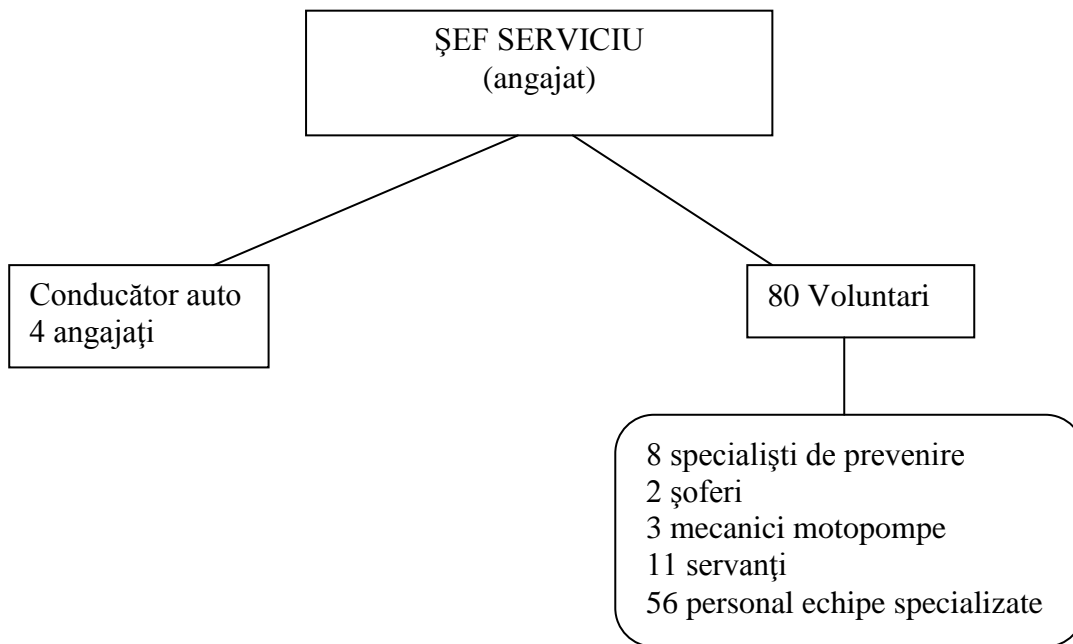 ŞEF SERVICIU
(angajat)
Conducător auto
4 angajaţi
80 Voluntari
8 specialişti de prevenire
2 şoferi
3 mecanici motopompe
11 servanţi
56 personal echipe specializate